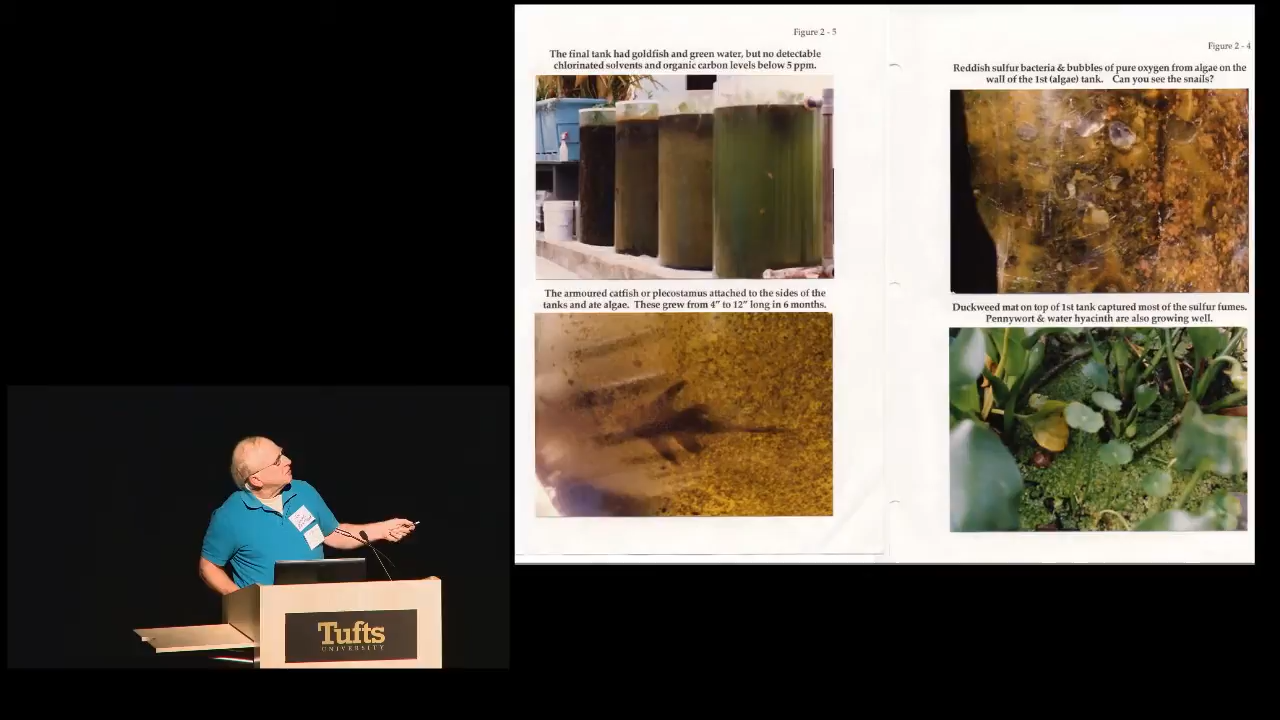 Figure 2 - 5
The final tank had goldfish and green water, but no detectable
chlorinated solvents and organic carbon levels below 5 ppm.
The armoured catfish or plecostamus attached to the sides of the
tanks and ate algae. These grew from 4" to 12" long in 6 months.
Figure 2 - 4
Reddish sulfur bacteria & bubbles of pure oxygen from algae on the
wall of the 1st (algae) tank. Can you see the snails?
Duckweed mat on top of 1st tank captured most of the sulfur fumes.
Pennywort & water hyacinth are also growing well.
Tufts
UNIVERSITY